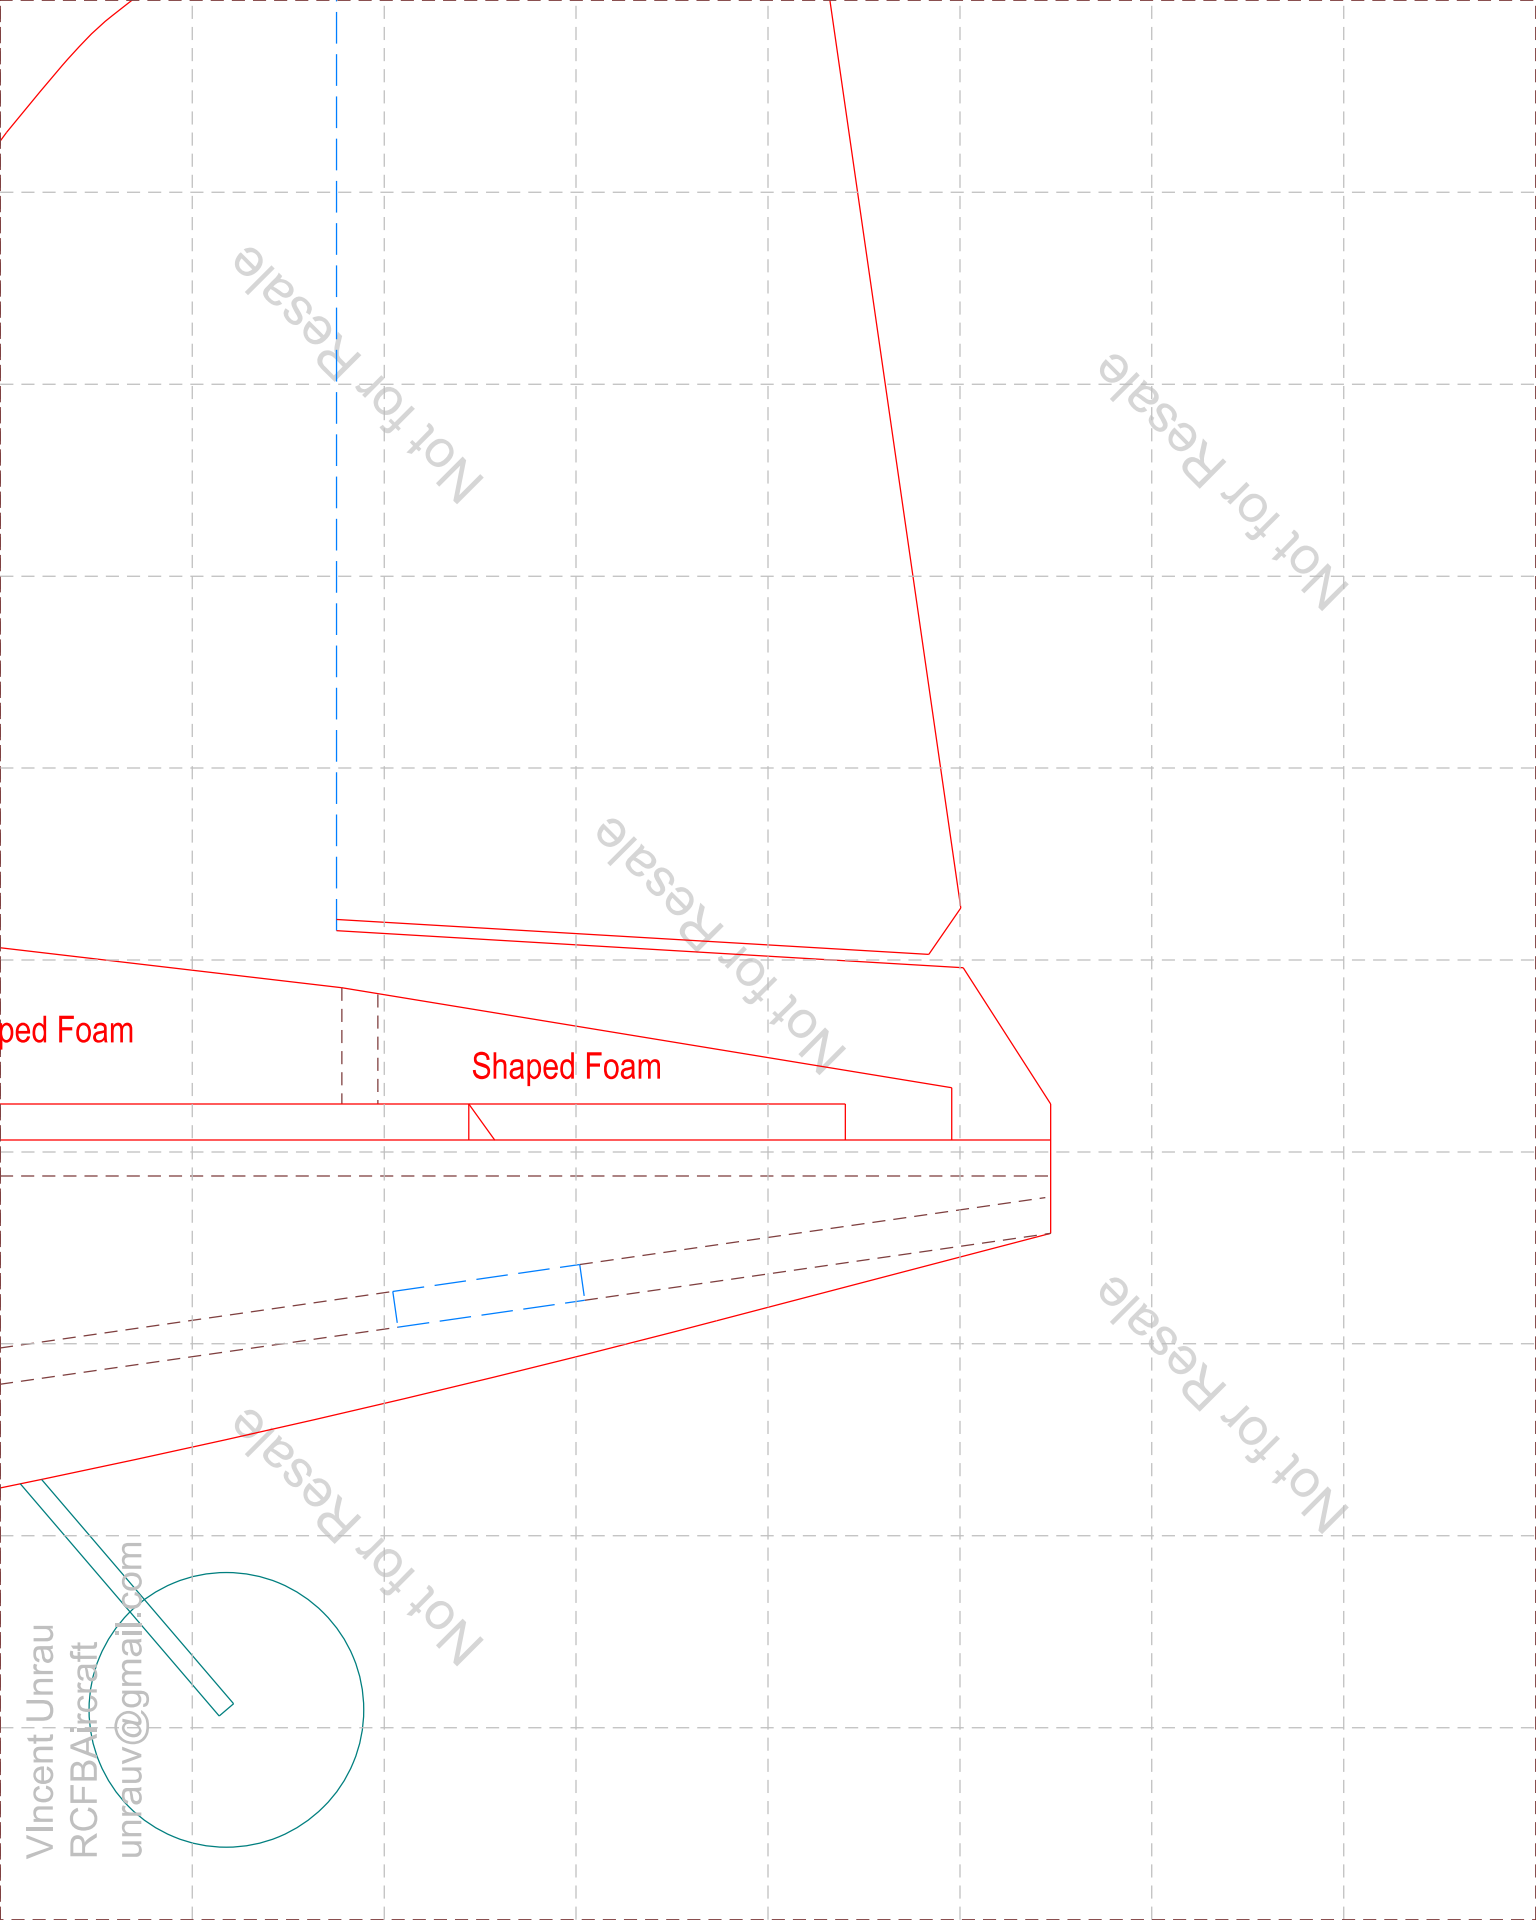 Not for Resale
Not for Resale
Not for Resale
ped Foam
Shaped Foam
Not for Resale
Not for Resale
VIncent Unrau
RCFBAircraft
unrauv@gmail.com